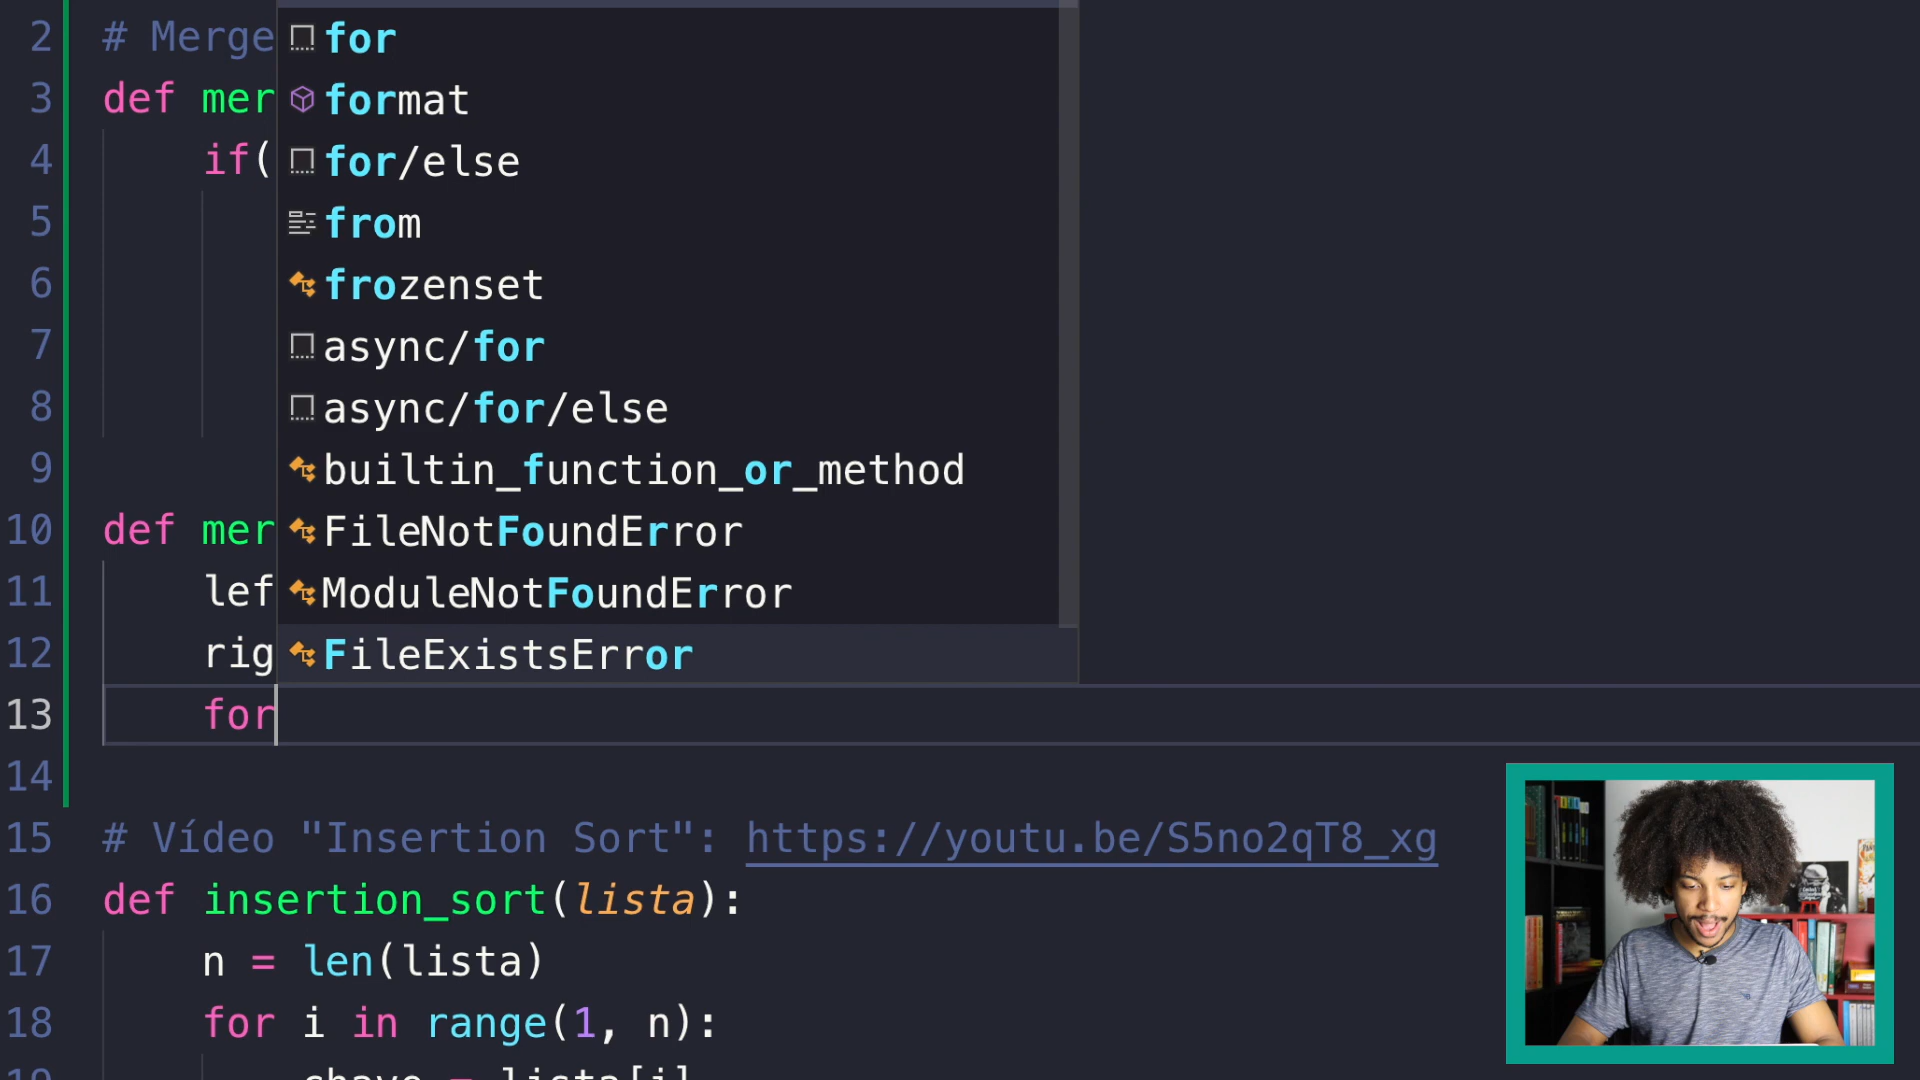 2 # Merge
for
3 def mer
format
4 if(
for/else
5
from
6
frozenset
7
async/for
8
async/for/else
9
builtin_function_or_method
10 def mer
FileNotFoundError
11 lef
ModuleNotFoundError
12 rig
FileExistsError
13 for
14
15 # Vídeo "Insertion Sort": https://youtu.be/S5no2qT8_xg
16 def insertion_sort(lista):
17 n = len(lista)
18 for i in range(1, n):
19 chave = lista[i]